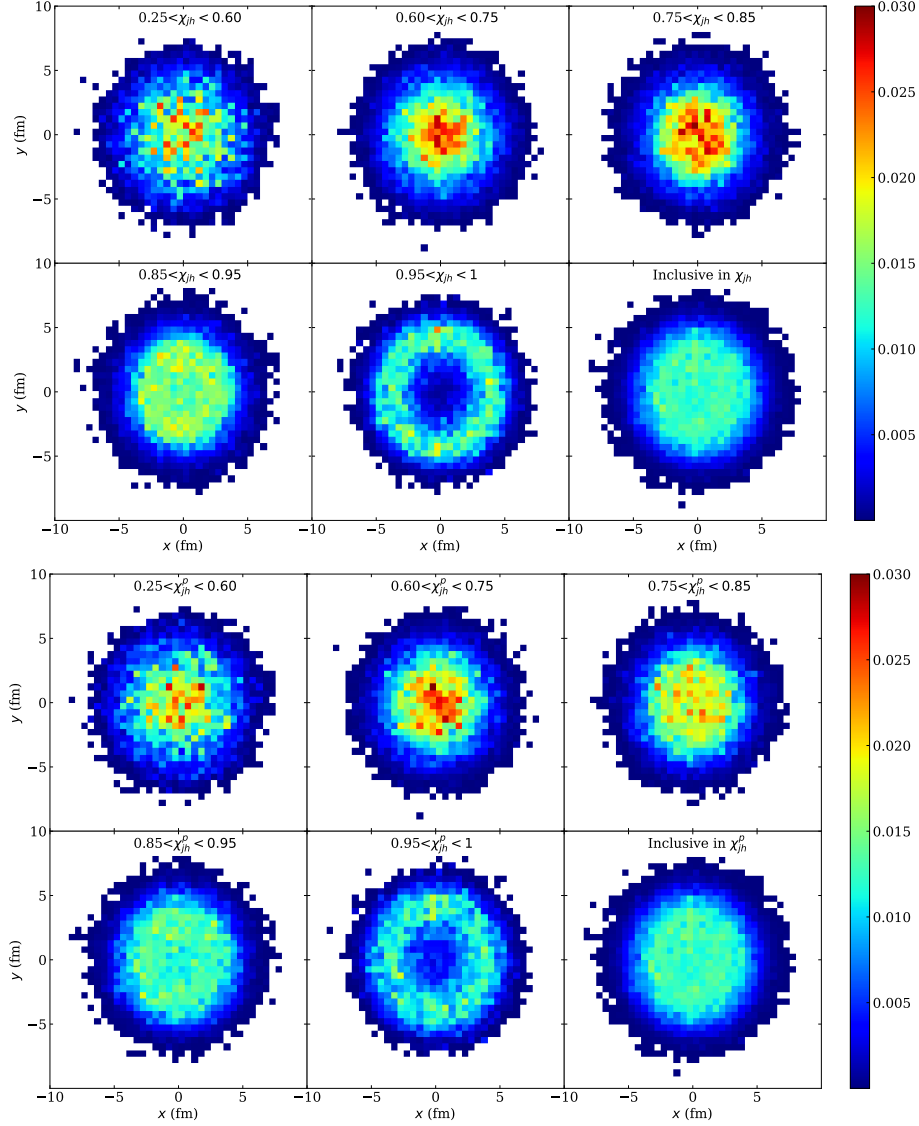 0.25<χjh<0.60
0.60<χjh<0.75
0.75<χjh<0.85
10
5
0
−5
y (fm)
0.85<χjh<0.95
0.95<χjh<1
Inclusive in χjh
10
5
0
−5
y (fm)
−10
−5
0
5
−10
−5
0
5
−10
−5
0
5
x (fm)
x (fm)
x (fm)
0.030
0.025
0.020
0.015
0.010
0.005
0.25<χ^p_jh<0.60
0.60<χ^p_jh<0.75
0.75<χ^p_jh<0.85
10
5
0
−5
y (fm)
0.85<χ^p_jh<0.95
0.95<χ^p_jh<1
Inclusive in χ^p_jh
10
5
0
−5
y (fm)
−10
−5
0
5
−10
−5
0
5
−10
−5
0
5
x (fm)
x (fm)
x (fm)
0.030
0.025
0.020
0.015
0.010
0.005